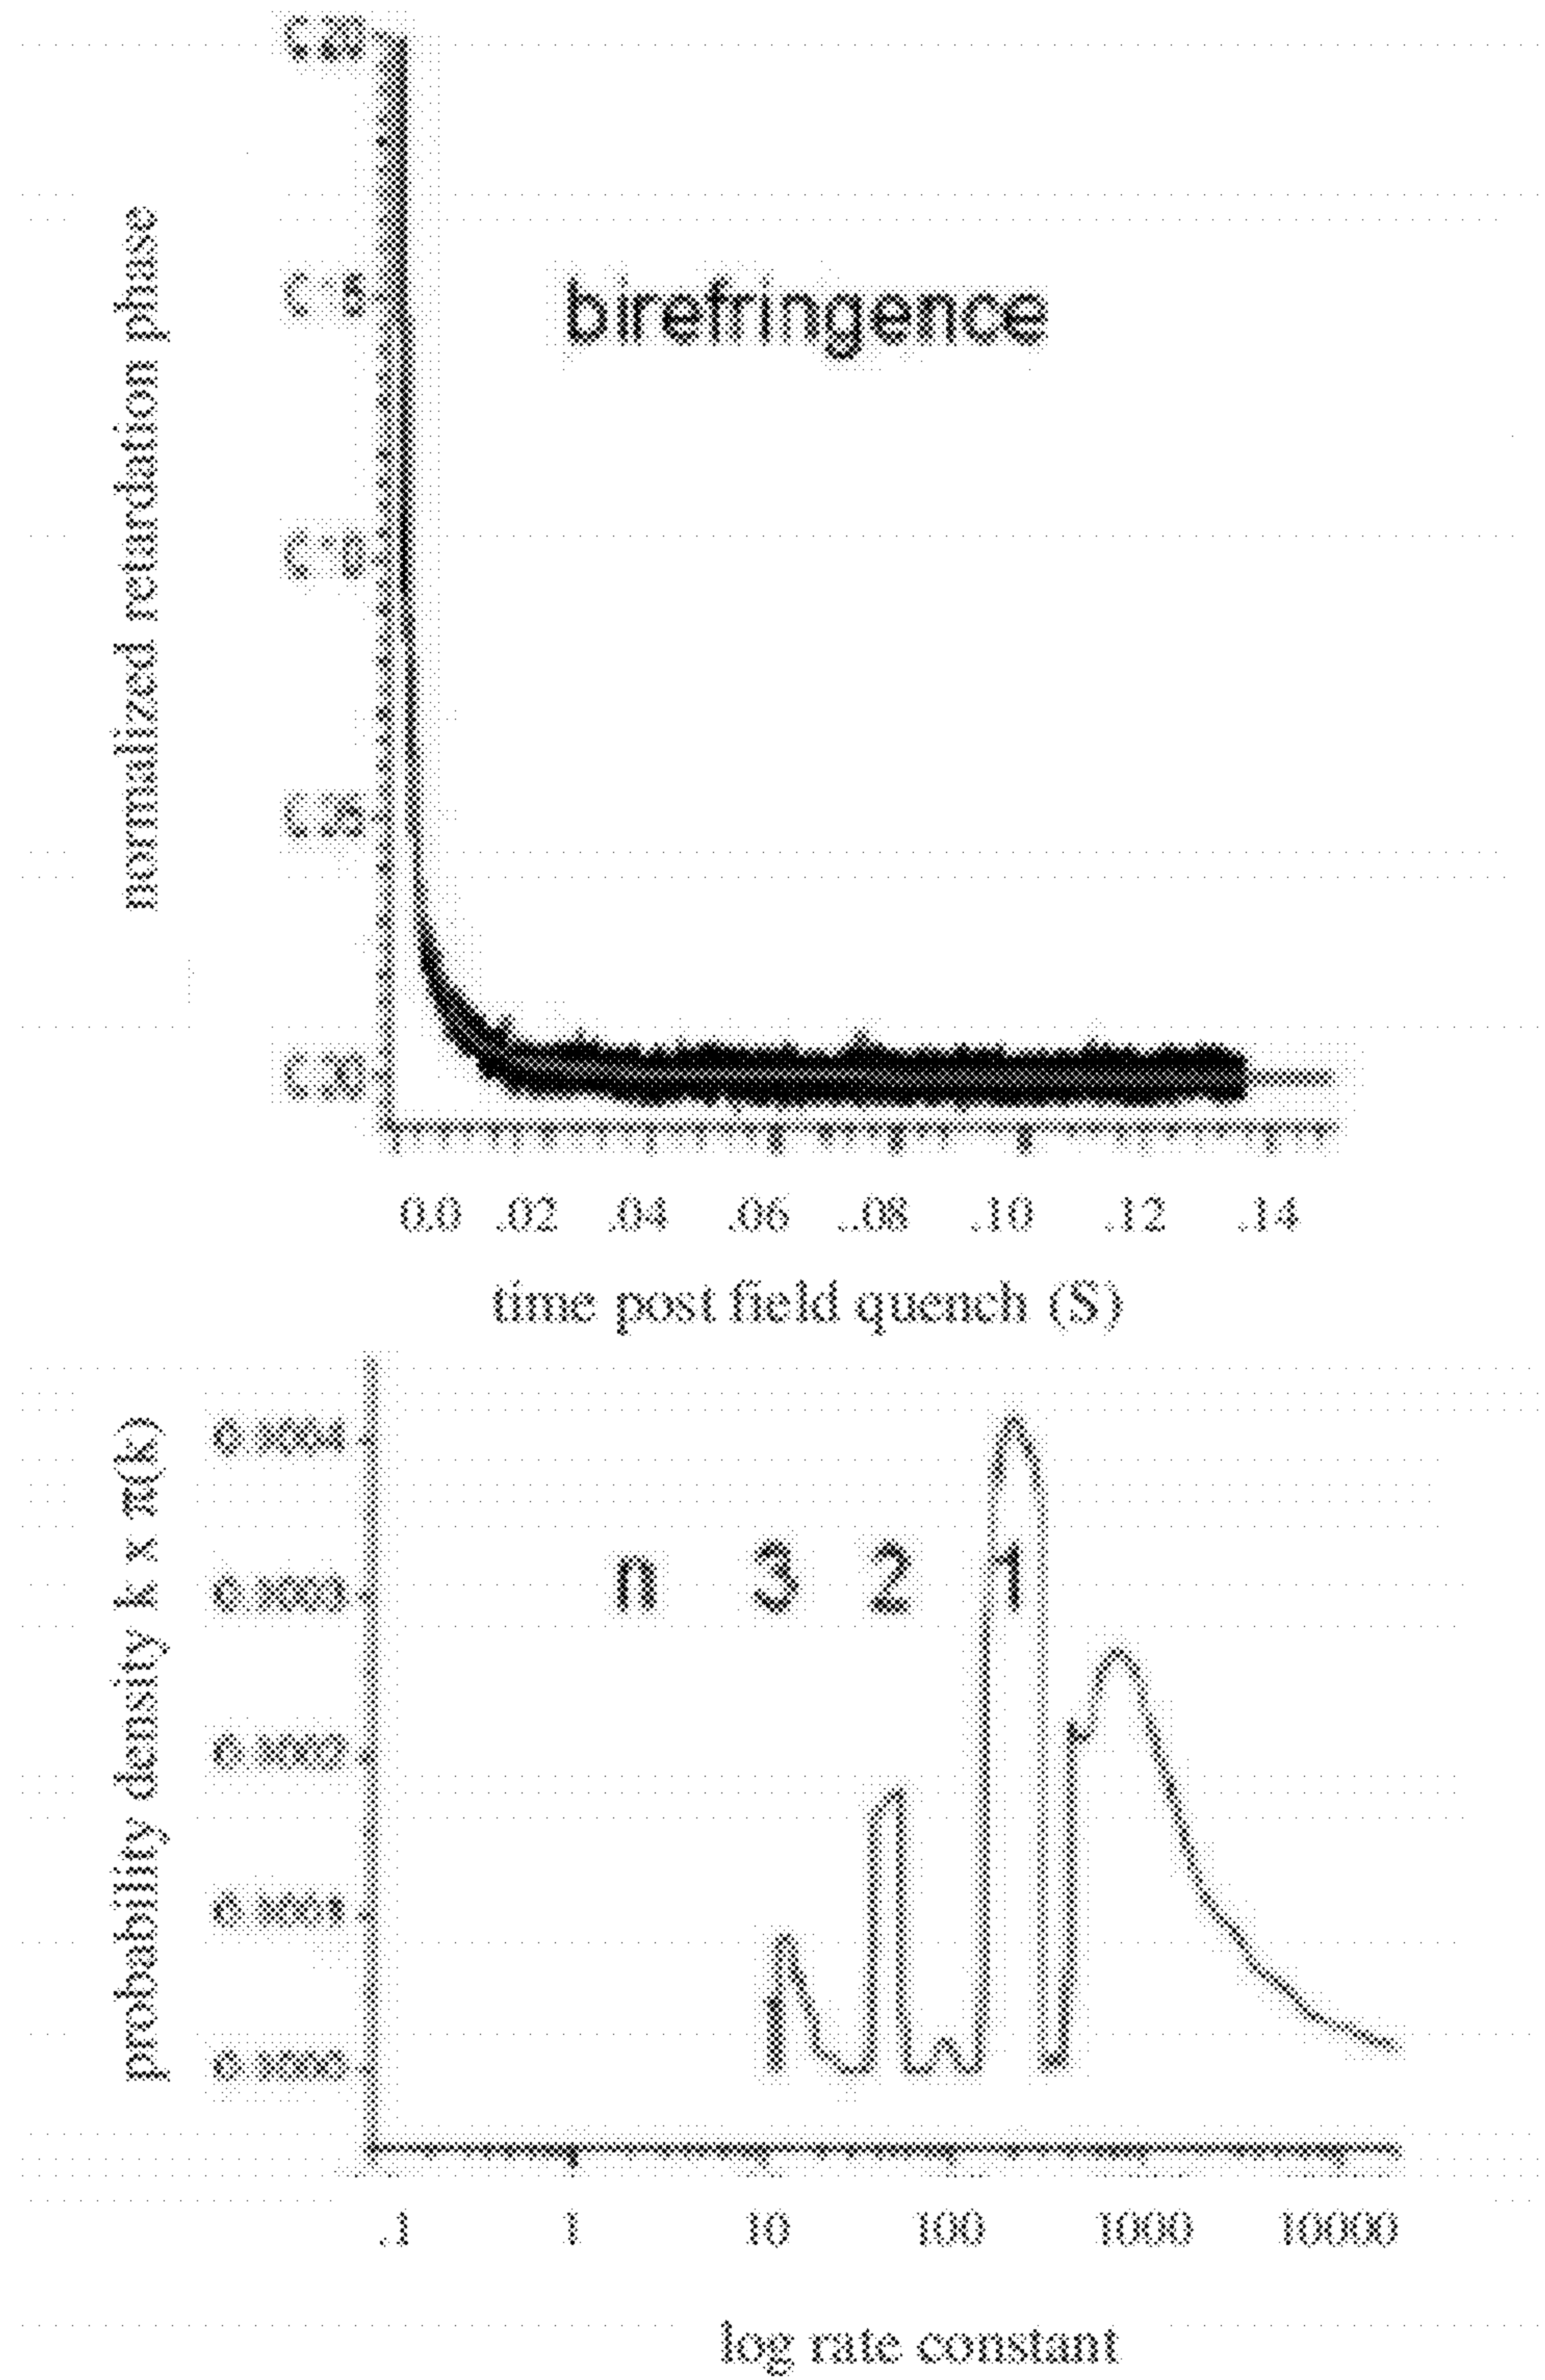 normalized retardation phase
birefringence
0.0 .02 .04 .06 .08 .10 .12 .14
time post field quench (S)
probability density k x π(k)
n 3 2 1
.1 1 10 100 1000 10000
log rate constant